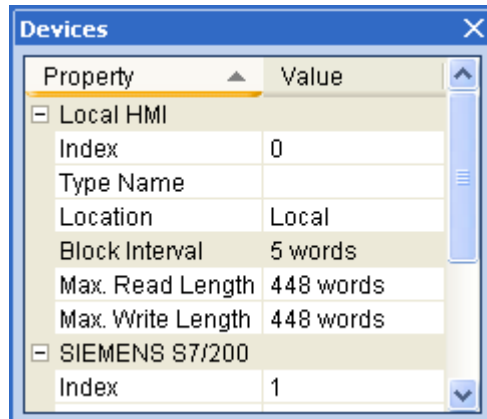 Devices
Property Value
Local HMI
Index 0
Type Name
Location Local
Block Interval 5 words
Max. Read Length 448 words
Max. Write Length 448 words
SIEMENS S7/200
Index 1